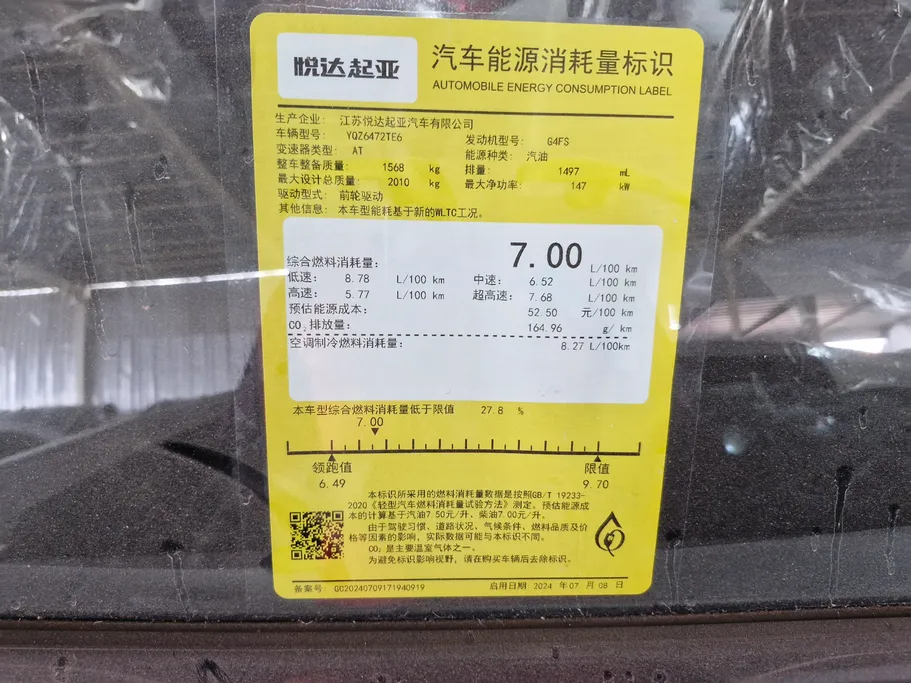 悦达起亚
汽车能源消耗量标识
AUTOMOBILE ENERGY CONSUMPTION LABEL
生产企业: 江苏悦达起亚汽车有限公司
车辆型号: YQZ6472TE6 发动机型号: G4FS
变速器类型: AT 能源种类: 汽油
整车整备质量: 1568 kg 排量: 1497 mL
最大设计总质量: 2010 kg 最大净功率: 147 kW
驱动型式: 前轮驱动
其他信息: 本车型能耗基于新的WLTC工况。
综合燃料消耗量: 7.00 L/100 km
低速: 8.78 L/100 km 中速: 6.52 L/100 km
高速: 5.77 L/100 km 超高速: 7.68 L/100 km
预估能源成本: 52.50 元/100 km
CO₂排放量: 164.96 g/ km
空调制冷燃料消耗量: 8.27 L/100km
本车型综合燃料消耗量低于限值 27.8 %
7.00
领跑值 限值
6.49 9.70
本标识所采用的燃料消耗量数据是按照GB/T 19233-
2020《轻型汽车燃料消耗量试验方法》测定。预估能源成
本的计算基于汽油7.50元/升、柴油7.00元/升。
由于驾驶习惯、道路状况、气候条件、燃料品质及价
格等因素的影响, 实际数据可能与本标识不同。
CO₂是主要温室气体之一。
为避免标识影响视野, 请在购买车辆后去除标识。
备案号: GC20240709171940919 启用日期: 2024 年 07 月 08 日